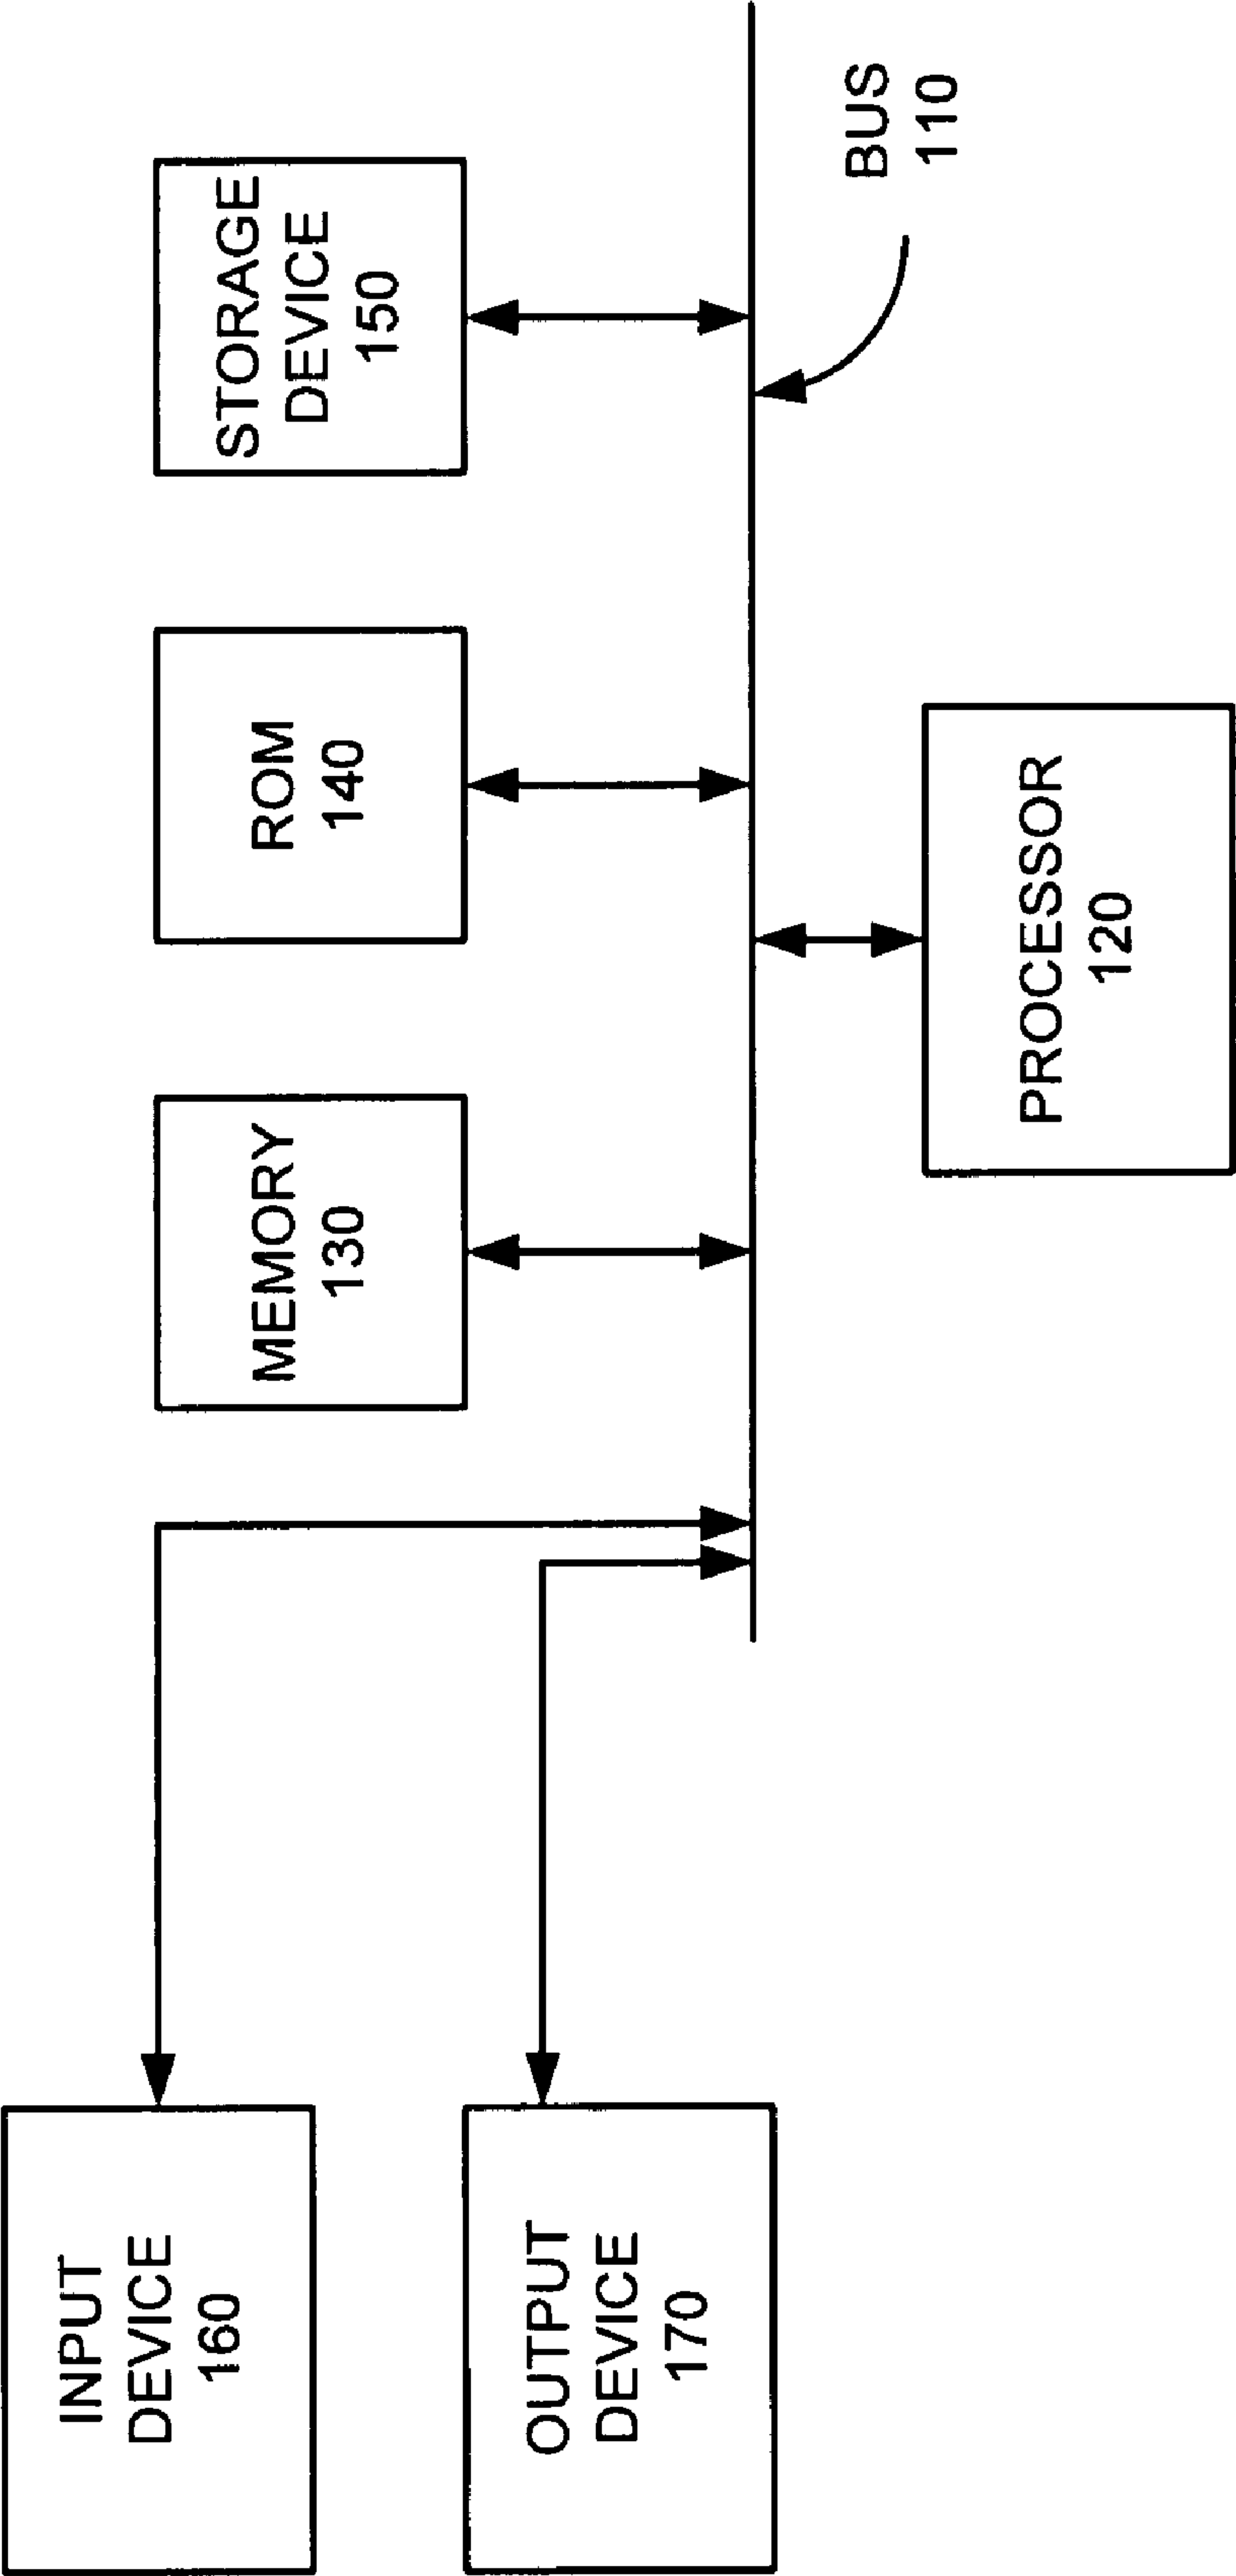 INPUT
DEVICE
160
OUTPUT
DEVICE
170
MEMORY
130
ROM
140
STORAGE
DEVICE
150
BUS
110
PROCESSOR
120